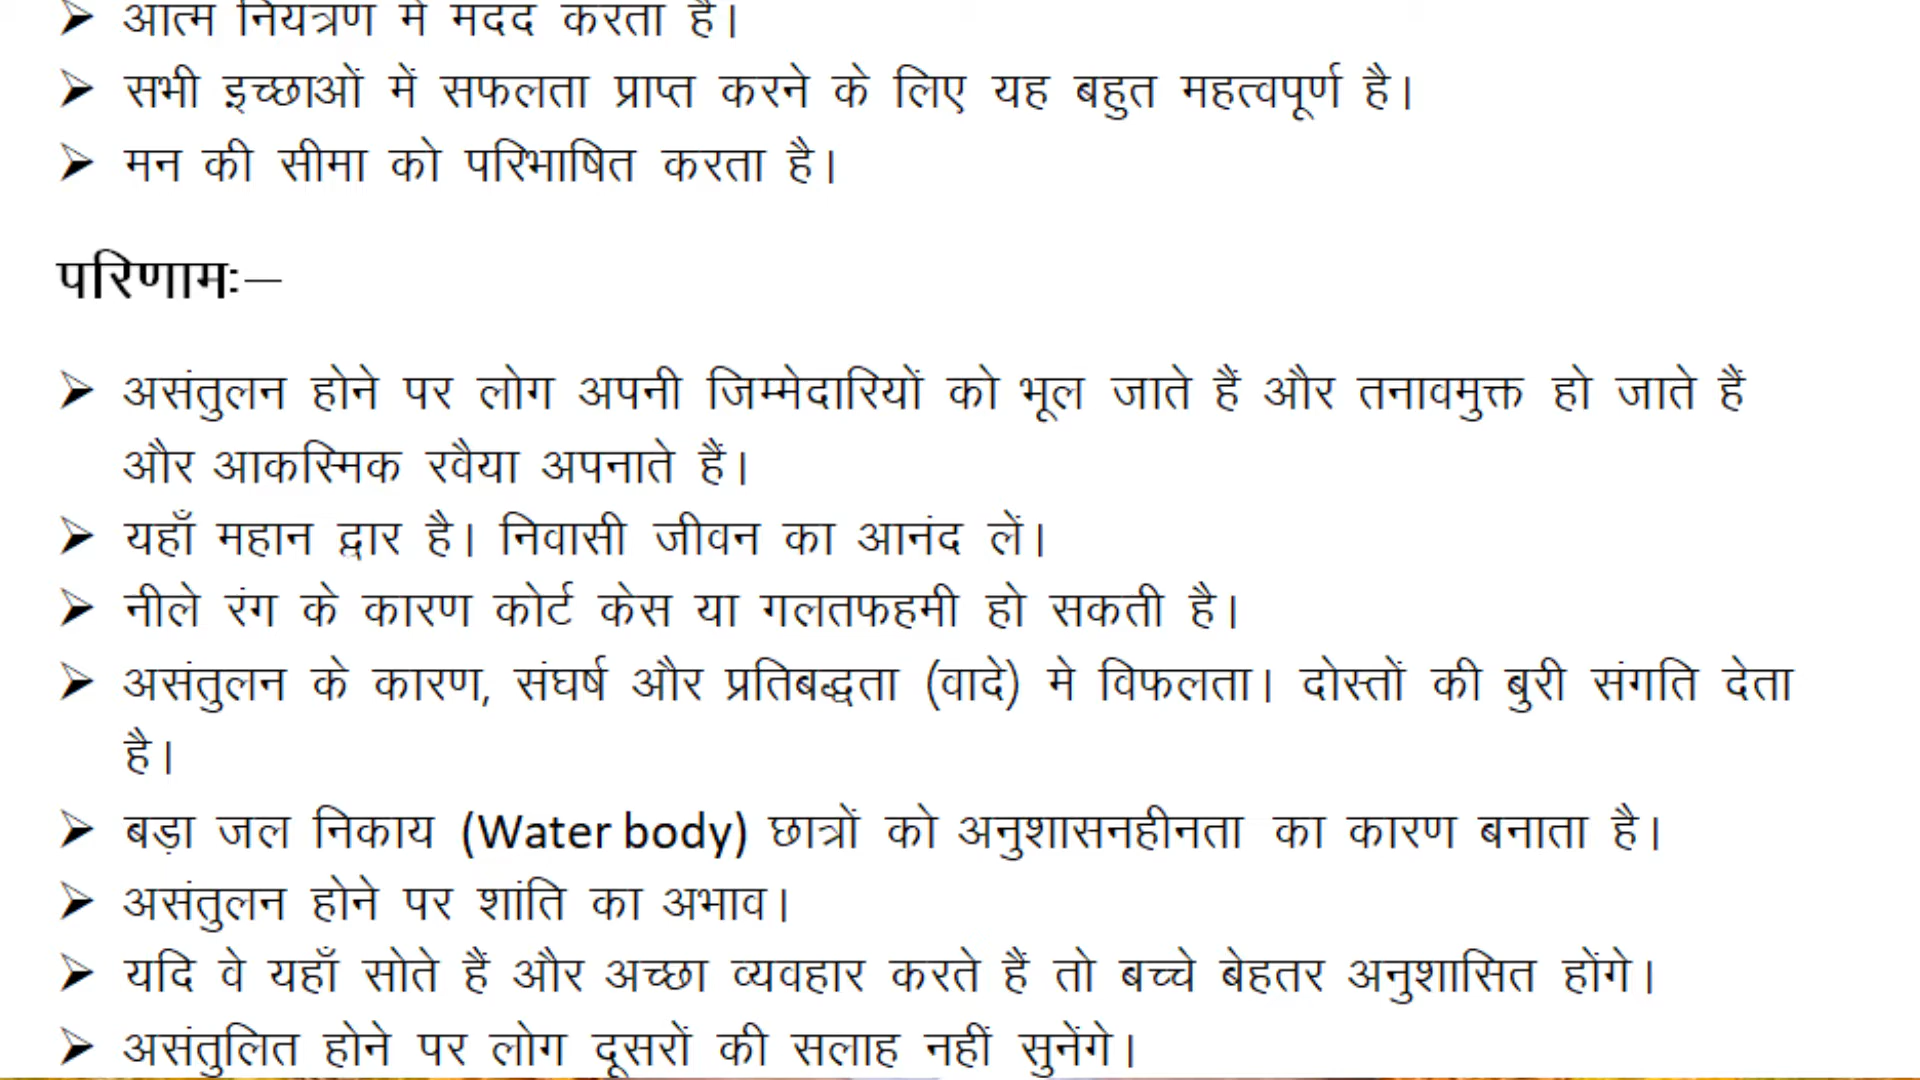 ➢ आत्म नियंत्रण में मदद करता है।
➢ सभी इच्छाओं में सफलता प्राप्त करने के लिए यह बहुत महत्वपूर्ण है।
➢ मन की सीमा को परिभाषित करता है।
परिणामः–
➢ असंतुलन होने पर लोग अपनी जिम्मेदारियों को भूल जाते हैं और तनावमुक्त हो जाते हैं
और आकस्मिक रवैया अपनाते हैं।
➢ यहाँ महान द्वार है। निवासी जीवन का आनंद लें।
➢ नीले रंग के कारण कोर्ट केस या गलतफहमी हो सकती है।
➢ असंतुलन के कारण, संघर्ष और प्रतिबद्धता (वादे) मे विफलता। दोस्तों की बुरी संगति देता
है।
➢ बड़ा जल निकाय (Water body) छात्रों को अनुशासनहीनता का कारण बनाता है।
➢ असंतुलन होने पर शांति का अभाव।
➢ यदि वे यहाँ सोते हैं और अच्छा व्यवहार करते हैं तो बच्चे बेहतर अनुशासित होंगे।
➢ असंतुलित होने पर लोग दूसरों की सलाह नहीं सुनेंगे।